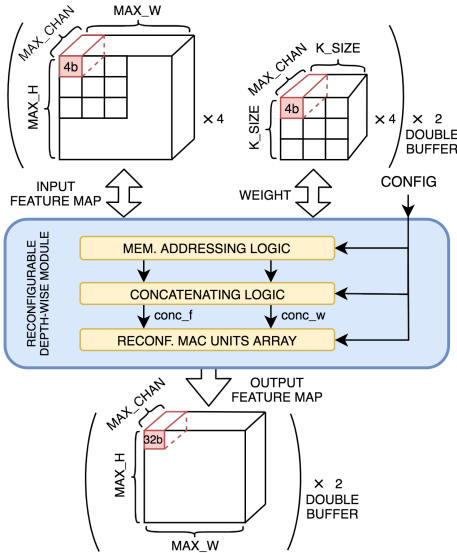 MAX_W
MAX_CHAN
4b
MAX_H
× 4
K_SIZE
MAX_CHAN
4b
K_SIZE
× 4
× 2
DOUBLE
BUFFER
INPUT
FEATURE MAP
WEIGHT
CONFIG
RECONFIGURABLE
DEPTH-WISE MODULE
MEM. ADDRESSING LOGIC
CONCATENATING LOGIC
conc_f
conc_w
RECONF. MAC UNITS ARRAY
OUTPUT
FEATURE MAP
MAX_CHAN
32b
MAX_H
MAX_W
× 2
DOUBLE
BUFFER